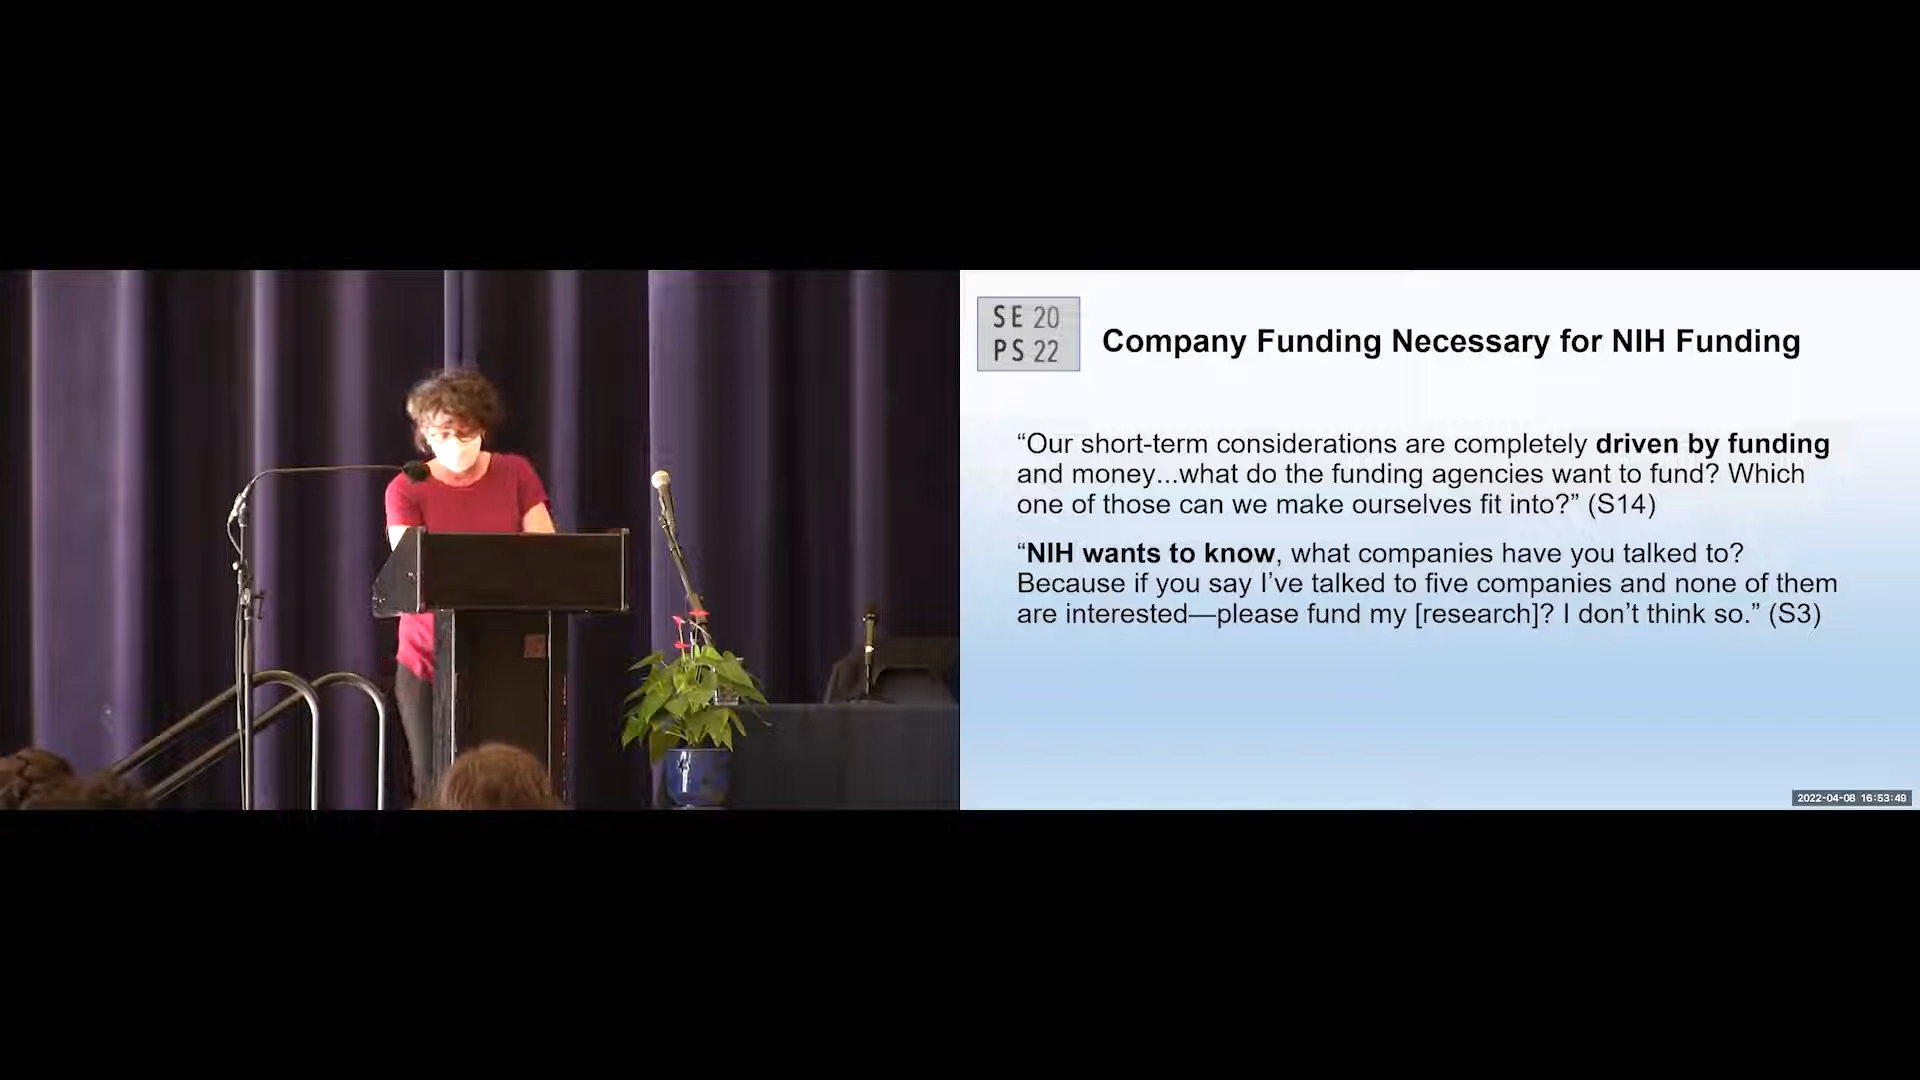 SE 20
PS 22
Company Funding Necessary for NIH Funding
“Our short-term considerations are completely driven by funding
and money...what do the funding agencies want to fund? Which
one of those can we make ourselves fit into?” (S14)
“NIH wants to know, what companies have you talked to?
Because if you say I’ve talked to five companies and none of them
are interested—please fund my [research]? I don’t think so.” (S3)
2022-04-08 16:53:49